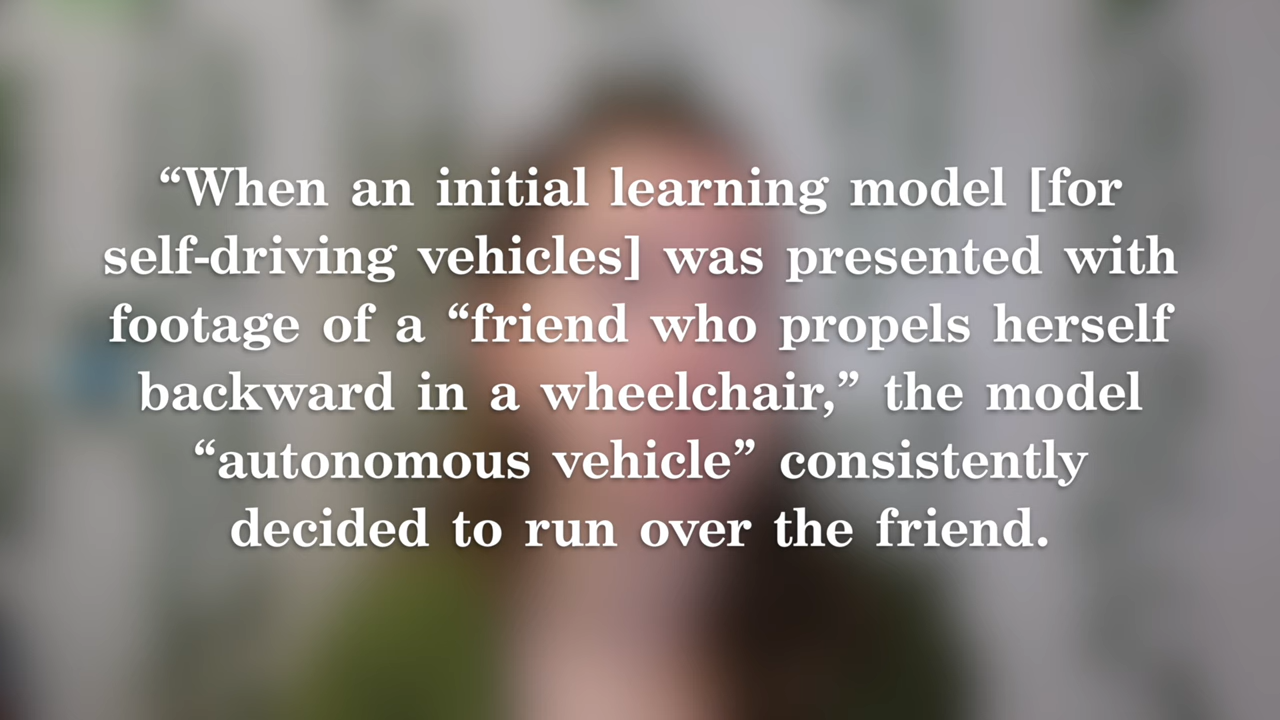 “When an initial learning model [for
self-driving vehicles] was presented with
footage of a “friend who propels herself
backward in a wheelchair,” the model
“autonomous vehicle” consistently
decided to run over the friend.